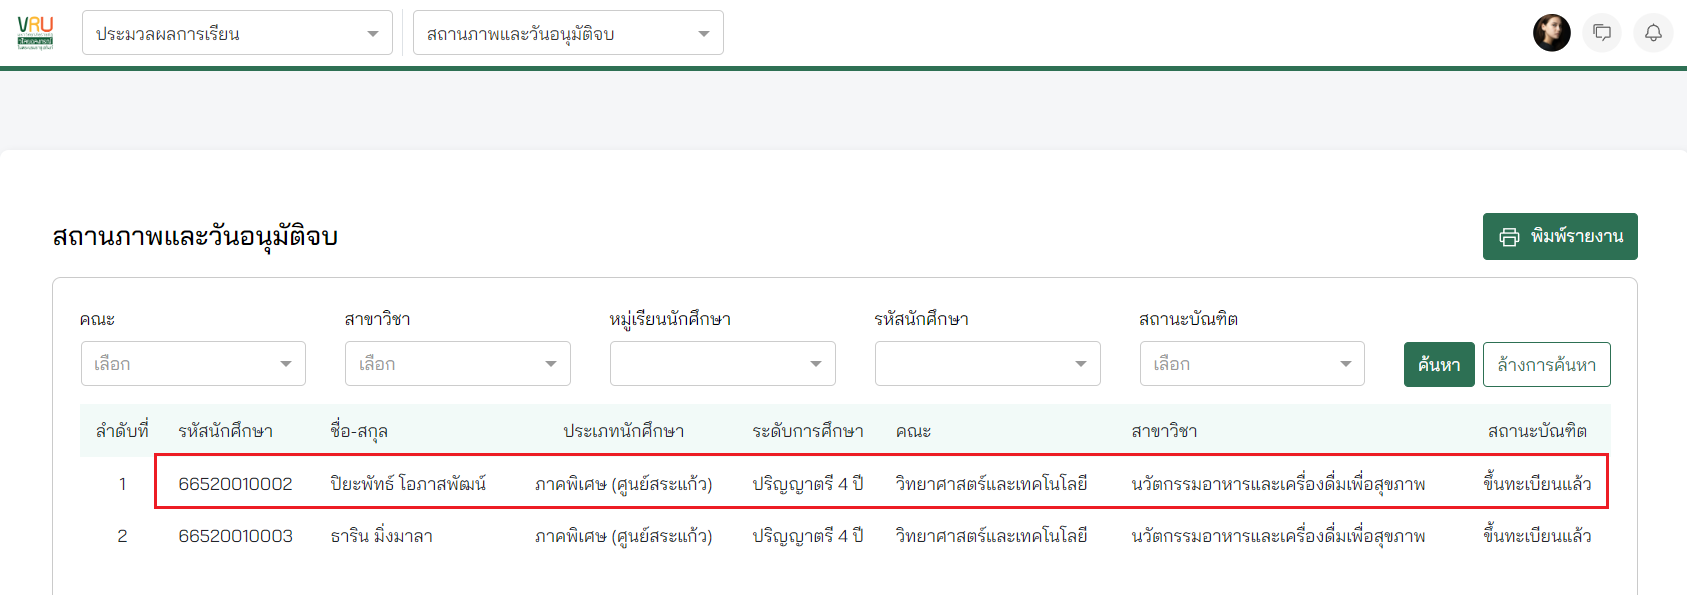 VRU
ประมวลผลการเรียน
สถานภาพและวันอนุมัติจบ
สถานภาพและวันอนุมัติจบ
พิมพ์รายงาน
คณะ สาขาวิชา หมู่เรียนนักศึกษา รหัสนักศึกษา สถานะบัณฑิต
เลือก เลือก เลือก ค้นหา ล้างการค้นหา
ลำดับที่ รหัสนักศึกษา ชื่อ-สกุล ประเภทนักศึกษา ระดับการศึกษา คณะ สาขาวิชา สถานะบัณฑิต
1 66520010002 ปิยะพัทธ์ โอภาสพัฒน์ ภาคพิเศษ (ศูนย์สระแก้ว) ปริญญาตรี 4 ปี วิทยาศาสตร์และเทคโนโลยี นวัตกรรมอาหารและเครื่องดื่มเพื่อสุขภาพ ขึ้นทะเบียนแล้ว
2 66520010003 ธาริน มิ่งมาลา ภาคพิเศษ (ศูนย์สระแก้ว) ปริญญาตรี 4 ปี วิทยาศาสตร์และเทคโนโลยี นวัตกรรมอาหารและเครื่องดื่มเพื่อสุขภาพ ขึ้นทะเบียนแล้ว